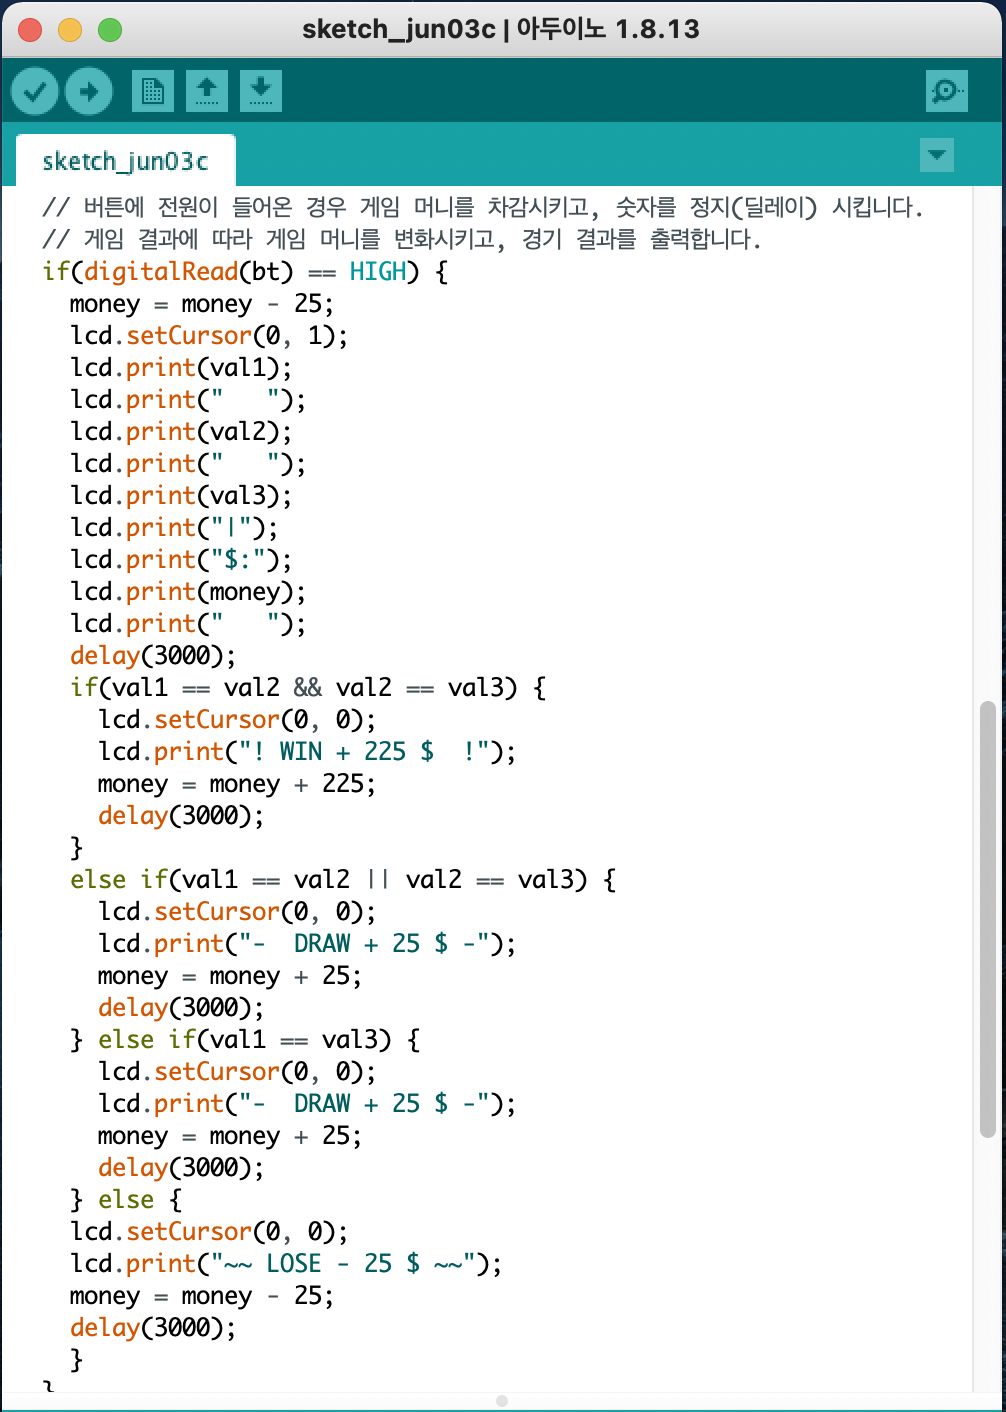 sketch_jun03c | 아두이노 1.8.13
sketch_jun03c
// 버튼에 전원이 들어온 경우 게임 머니를 차감시키고, 숫자를 정지(딜레이) 시킵니다.
// 게임 결과에 따라 게임 머니를 변화시키고, 경기 결과를 출력합니다.
if(digitalRead(bt) == HIGH) {
  money = money - 25;
  lcd.setCursor(0, 1);
  lcd.print(val1);
  lcd.print("   ");
  lcd.print(val2);
  lcd.print("   ");
  lcd.print(val3);
  lcd.print("|");
  lcd.print("$:");
  lcd.print(money);
  lcd.print("   ");
  delay(3000);
  if(val1 == val2 && val2 == val3) {
    lcd.setCursor(0, 0);
    lcd.print("! WIN + 225 $  !");
    money = money + 225;
    delay(3000);
  }
  else if(val1 == val2 || val2 == val3) {
    lcd.setCursor(0, 0);
    lcd.print("-  DRAW + 25 $ -");
    money = money + 25;
    delay(3000);
  } else if(val1 == val3) {
    lcd.setCursor(0, 0);
    lcd.print("-  DRAW + 25 $ -");
    money = money + 25;
    delay(3000);
  } else {
  lcd.setCursor(0, 0);
  lcd.print("~~ LOSE - 25 $ ~~");
  money = money - 25;
  delay(3000);
  }
}